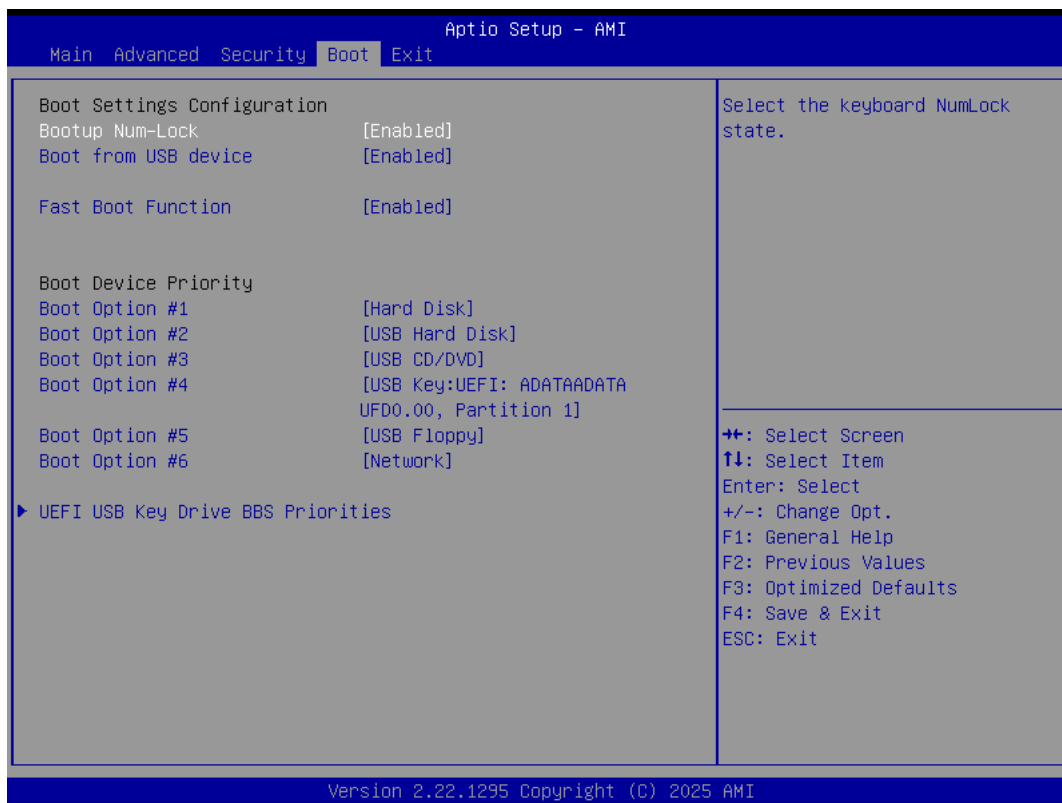 Aptio Setup – AMI
Main Advanced Security Boot Exit
Boot Settings Configuration
Bootup Num-Lock [Enabled]
Boot from USB device [Enabled]
Fast Boot Function [Enabled]
Boot Device Priority
Boot Option #1 [Hard Disk]
Boot Option #2 [USB Hard Disk]
Boot Option #3 [USB CD/DVD]
Boot Option #4 [USB Key:UEFI: ADATAADATA
UFD0.00, Partition 1]
Boot Option #5 [USB Floppy]
Boot Option #6 [Network]
▶ UEFI USB Key Drive BBS Priorities
Select the keyboard NumLock
state.
→←: Select Screen
↑↓: Select Item
Enter: Select
+/-: Change Opt.
F1: General Help
F2: Previous Values
F3: Optimized Defaults
F4: Save & Exit
ESC: Exit
Version 2.22.1295 Copyright (C) 2025 AMI